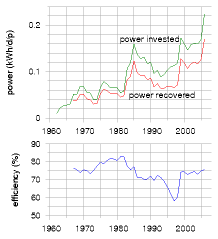 0.2
power invested
0.1
power recovered
0
power (kWh/d/p)
1960 1970 1980 1990 2000
90
80
70
60
50
efficiency (%)
1960 1970 1980 1990 2000